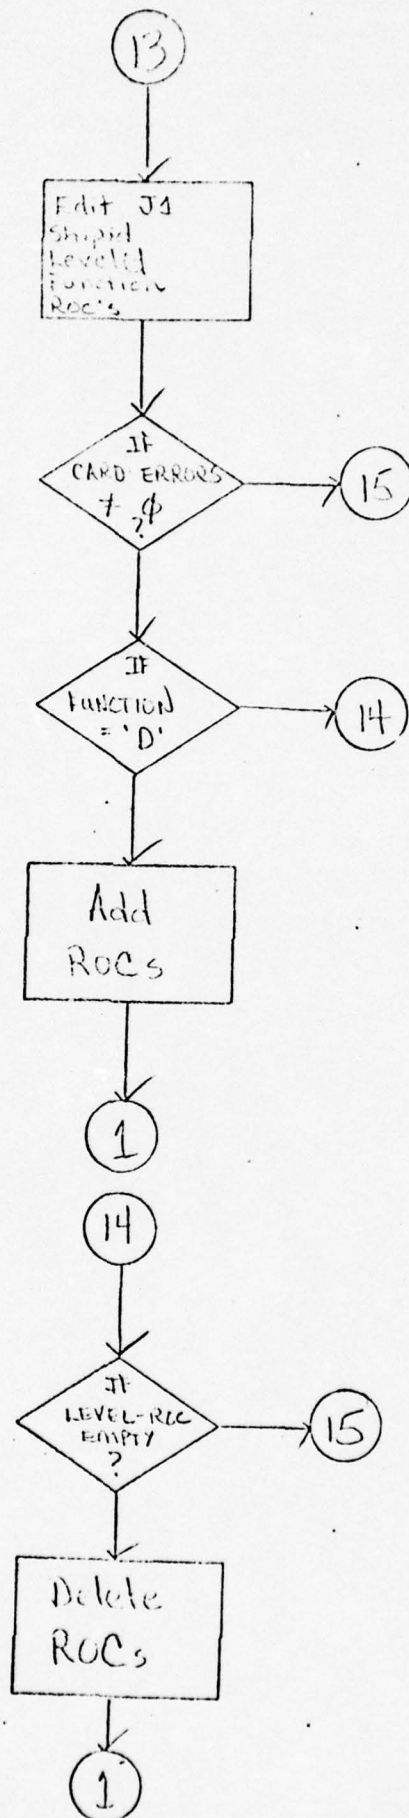 13
Edit J1
Shipid
Levelid
Function
ROC's
IF
CARD ERRORS
≠ ϕ
?
15
IF
FUNCTION
= 'D'
14
Add
ROCs
1
14
IF
LEVEL-ROC
EMPTY
?
15
Delete
ROCs
1